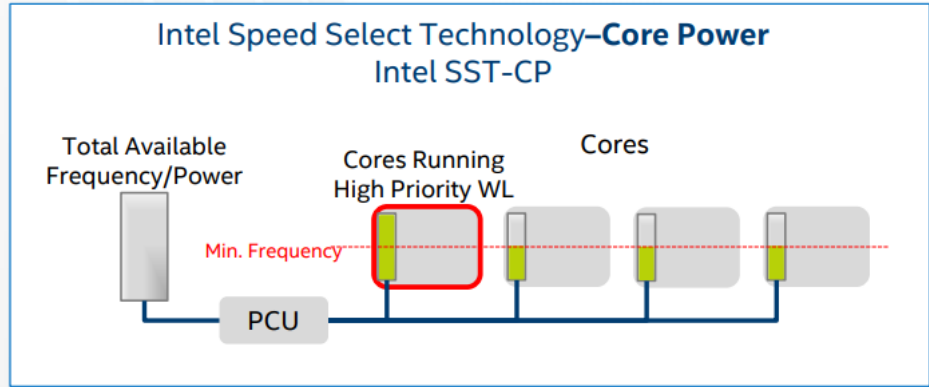 Intel Speed Select Technology–Core Power
Intel SST-CP
Total Available
Frequency/Power
Cores Running
High Priority WL
Cores
Min. Frequency
PCU